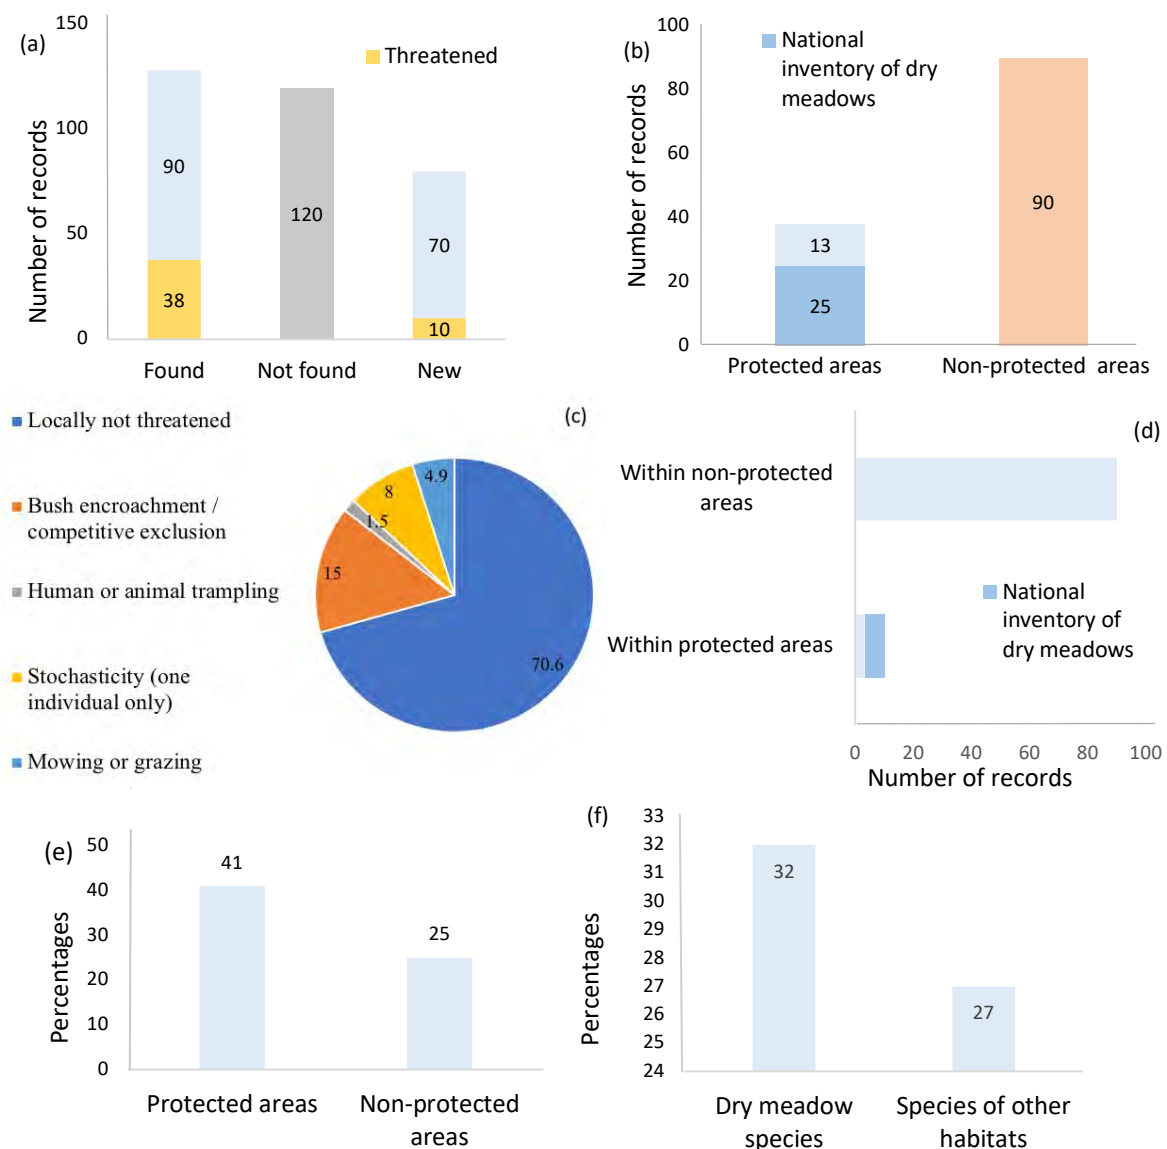 (a)
150
100
50
0
Number of records
Threatened
90
38
120
70
10
Found
Not found
New
(b)
100
80
60
40
20
0
Number of records
National
inventory of dry
meadows
13
25
90
Protected areas
Non-protected areas
(c)
Locally not threatened
Bush encroachment /
competitive exclusion
Human or animal trampling
Stochasticity (one
individual only)
Mowing or grazing
4.9
8
1.5
15
70.6
(d)
Within non-protected
areas
Within protected areas
National
inventory of
dry meadows
0
20
40
60
80
100
Number of records
(e)
50
40
30
20
10
0
Percentages
41
25
Protected areas
Non-protected
areas
(f)
33
32
31
30
29
28
27
26
25
24
Percentages
32
27
Dry meadow
species
Species of other
habitats